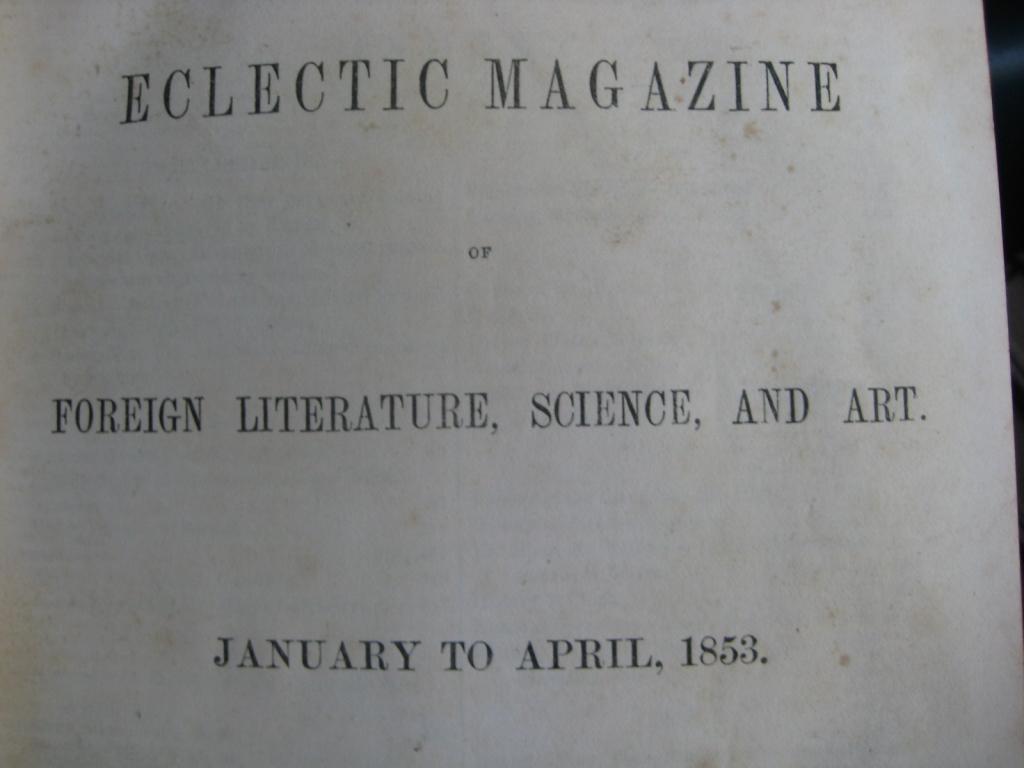 ECLECTIC MAGAZINE
OF
FOREIGN LITERATURE, SCIENCE, AND ART.
JANUARY TO APRIL, 1853.